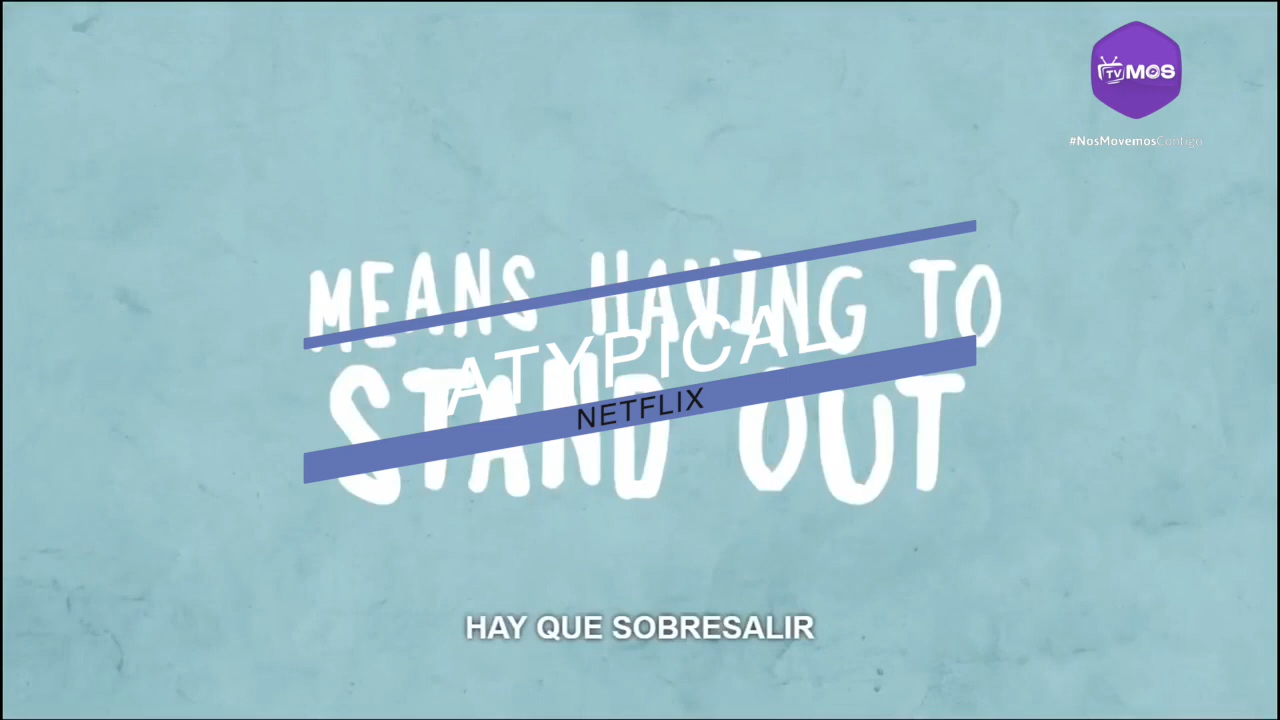 TV MOS
#NosMovemosContigo
MEANS HAVING TO
ATYPICAL
STAND OUT
NETFLIX
HAY QUE SOBRESALIR